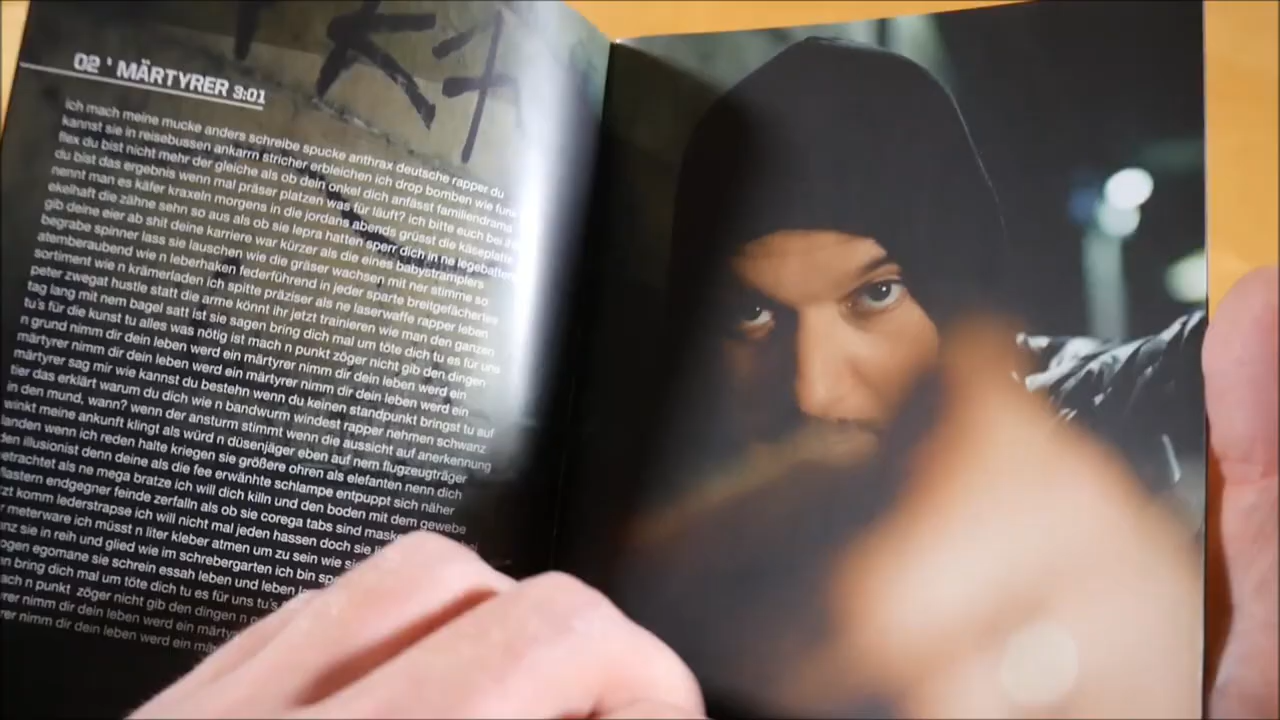 02 ' MÄRTYRER 3:01
ich mach meine mucke anders schreibe spucke anthrax deutsche rapper du
kannst sie in reisebussen ankarrn stricher erbleichen ich drop bomben wie
flex du bist nicht mehr der gleiche als ob dein onkel dich anfässt familiendrama
du bist das ergebnis wenn mal präser platzen was für läuft? ich bitte euch bei
nennt man es käfer kraxeln morgens in die jordans abends grüsst die käseplatte
ekelhaft die zähne sehn so aus als ob sie lepra hatten sperr dich in ne legebatterie
gib deine eier ab shit deine karriere war kürzer als die eines babystramplers
begrabe spinner lass sie lauschen wie die gräser wachsen mit ner stimme so
atemberaubend wie n leberhaken federführend in jeder sparte breitgefächertes
sortiment wie n krämerladen ich spitte präziser als ne laserwaffe rapper leben
peter zwegat hustle statt die arme könnt ihr jetzt trainieren wie man den ganzen
tag lang mit nem bagel satt ist sie sagen bring dich mal um töte dich tu es für uns
tu's für die kunst tu alles was nötig ist mach n punkt zöger nicht gib den dingen
n grund nimm dir dein leben werd ein märtyrer nimm dir dein leben werd ein
märtyrer nimm dir dein leben werd ein märtyrer nimm dir dein leben werd ein
märtyrer sag mir wie kannst du bestehn wenn du keinen standpunkt bringst tu auf
tier das erklärt warum du dich wie n bandwurm windest rapper nehmen schwanz
in den mund, wann? wenn der ansturm stimmt wenn die aussicht auf anerkennung
winkt meine ankunft klingt als würd n düsenjäger eben auf nem flugzeugträger
landen wenn ich reden halte kriegen sie größere ohren als elefanten nenn dich
den illusionist denn deine als die fee erwähnte schlampe entpuppt sich näher
etrachtet als ne mega bratze ich will dich killn und den boden mit dem gewebe
flastern endgegner feinde zerfalln als ob sie corega tabs sind
zt komm lederstrapse ich will nicht mal jeden hassen doch sie
r meterware ich müsst n liter kleber atmen um zu sein wie
nz sie in reih und glied wie im schrebergarten ich bin
ogen egomane sie schrein essah leben und leben
n bring dich mal um töte dich tu es für uns tu's
ach n punkt zöger nicht gib den dingen n
rer nimm dir dein leben werd ein
rer nimm dir dein leben werd ein